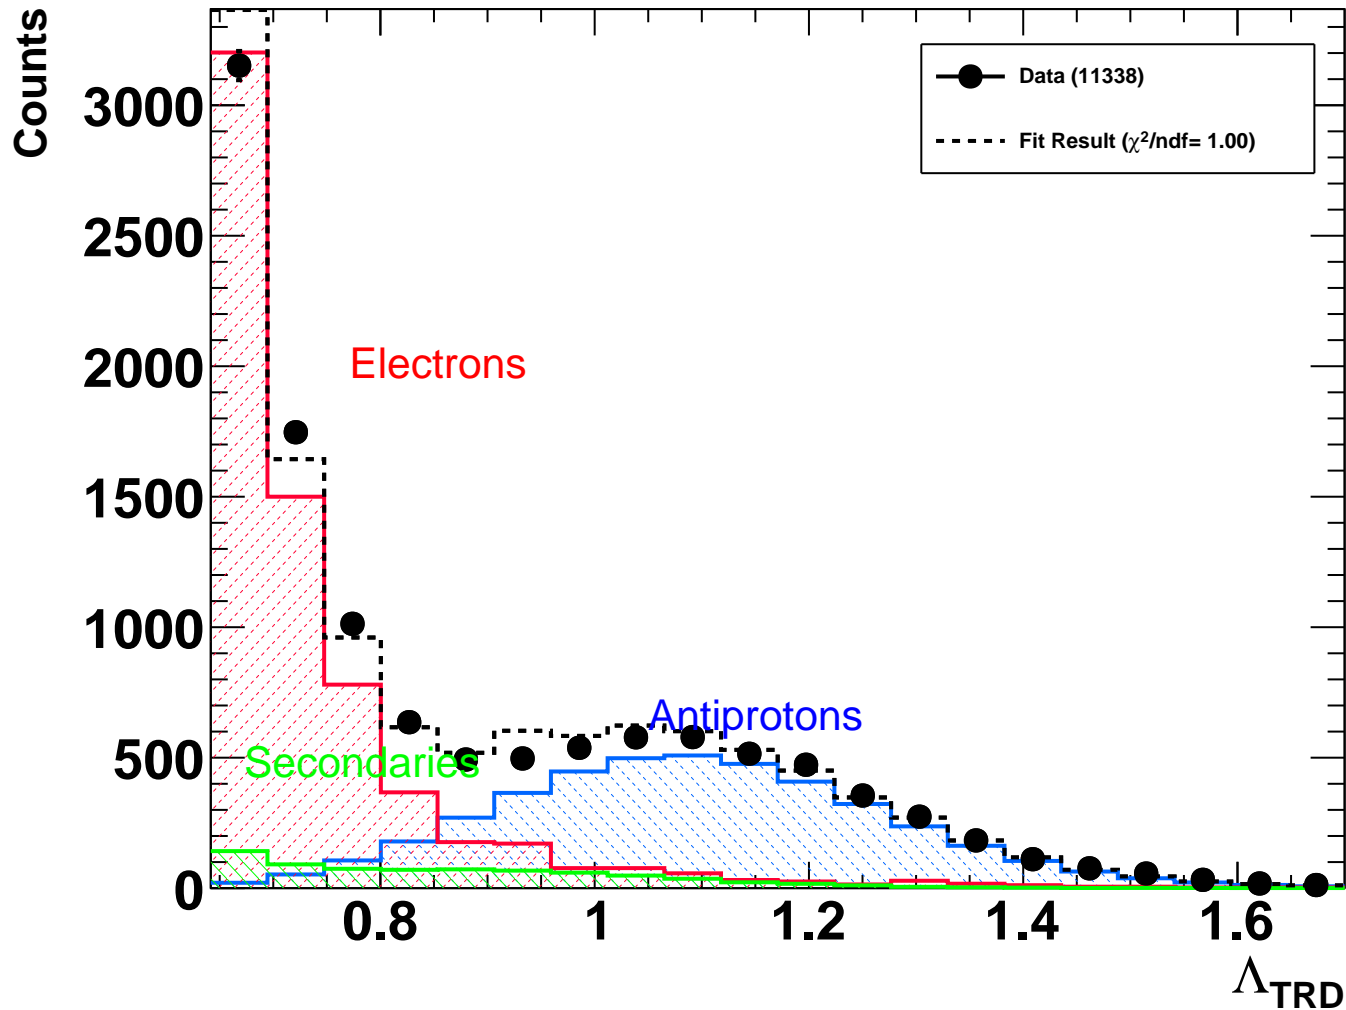 Counts
3000
2500
2000
1500
1000
500
0
Data (11338)
Fit Result (χ²/ndf= 1.00)
Electrons
Antiprotons
Secondaries
0.8
1
1.2
1.4
1.6
Λ_TRD